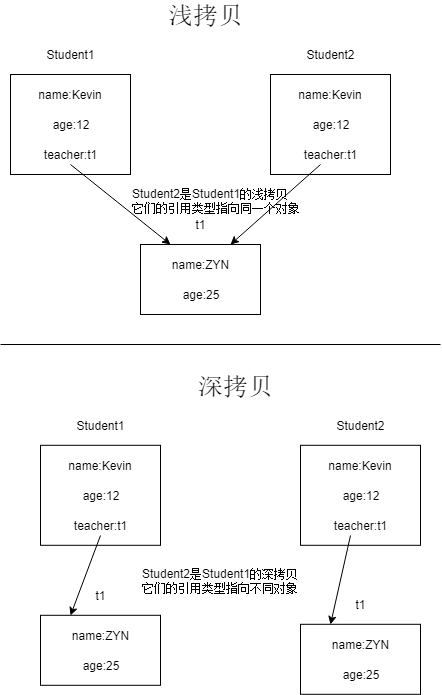 浅拷贝
Student1
Student2
name:Kevin
age:12
teacher:t1
name:Kevin
age:12
teacher:t1
Student2是Student1的浅拷贝
它们的引用类型指向同一个对象
t1
name:ZYN
age:25
深拷贝
Student1
Student2
name:Kevin
age:12
teacher:t1
name:Kevin
age:12
teacher:t1
Student2是Student1的深拷贝
它们的引用类型指向不同对象
t1
t1
name:ZYN
age:25
name:ZYN
age:25